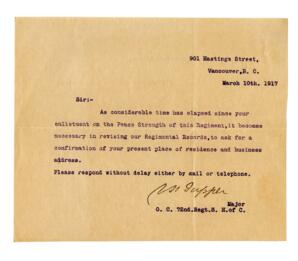 901 Hastings Street,
Vancouver, B. C.
March 10th. 1917
Sir:-
As considerable time has elapsed since your
enlistment on the Peace Strength of this Regiment, it becomes
necessary in revising our Regimental Records, to ask for a
confirmation of your present place of residence and business
address.
Please respond without delay either by mail or telephone.
Tupper
Major
O. C. 72nd. Regt. S. H. of C.